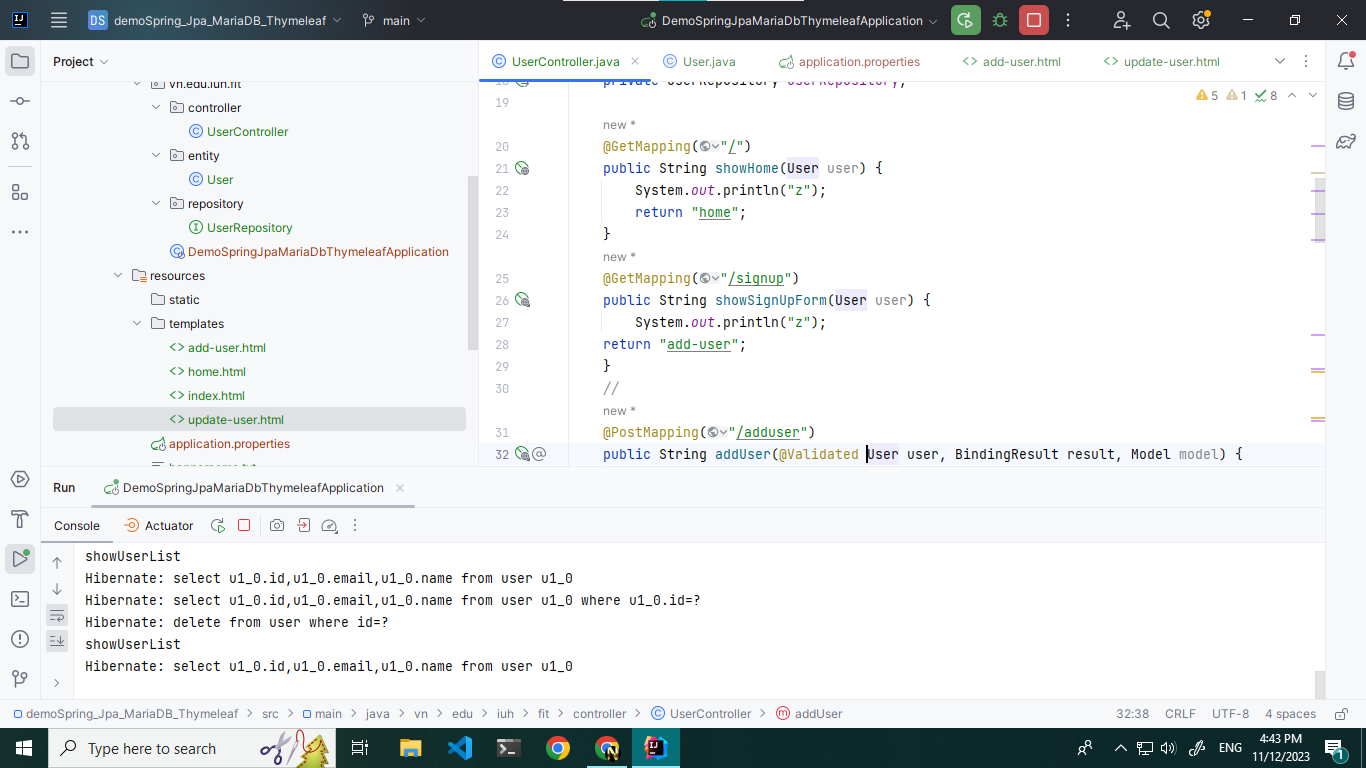 DS demoSpring_Jpa_MariaDB_Thymeleaf main DemoSpringJpaMariaDbThymeleafApplication
Project
vn.edu.iuh.fit
controller
UserController
entity
User
repository
UserRepository
DemoSpringJpaMariaDbThymeleafApplication
resources
static
templates
add-user.html
home.html
index.html
update-user.html
application.properties
UserController.java User.java application.properties add-user.html update-user.html
5 1 8
18 private UserRepository userRepository;
19
new *
20 @GetMapping("/")
21 public String showHome(User user) {
22 System.out.println("z");
23 return "home";
24 }
new *
25 @GetMapping("/signup")
26 public String showSignUpForm(User user) {
27 System.out.println("z");
28 return "add-user";
29 }
30 //
new *
31 @PostMapping("/adduser")
32 public String addUser(@Validated User user, BindingResult result, Model model) {
Run DemoSpringJpaMariaDbThymeleafApplication
Console Actuator
showUserList
Hibernate: select u1_0.id,u1_0.email,u1_0.name from user u1_0
Hibernate: select u1_0.id,u1_0.email,u1_0.name from user u1_0 where u1_0.id=?
Hibernate: delete from user where id=?
showUserList
Hibernate: select u1_0.id,u1_0.email,u1_0.name from user u1_0
demoSpring_Jpa_MariaDB_Thymeleaf > src > main > java > vn > edu > iuh > fit > controller > UserController > addUser 32:38 CRLF UTF-8 4 spaces
Type here to search ENG 4:43 PM
11/12/2023 1